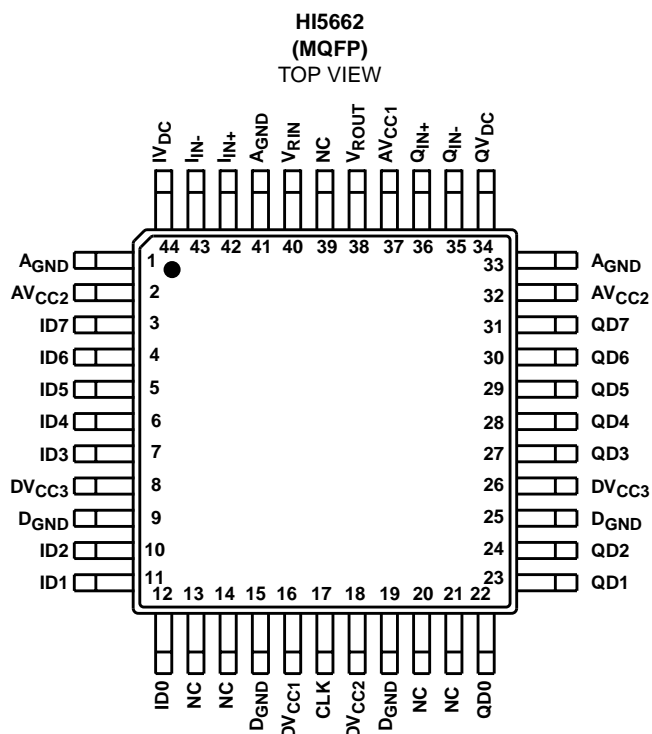 HI5662
(MQFP)
TOP VIEW
IVDC
IIN-
IIN+
AGND
VRIN
NC
VROUT
AVCC1
QIN+
QIN-
QVDC
44 43 42 41 40 39 38 37 36 35 34
AGND 1 33 AGND
AVCC2 2 32 AVCC2
ID7 3 31 QD7
ID6 4 30 QD6
ID5 5 29 QD5
ID4 6 28 QD4
ID3 7 27 QD3
DVCC3 8 26 DVCC3
DGND 9 25 DGND
ID2 10 24 QD2
ID1 11 23 QD1
12 13 14 15 16 17 18 19 20 21 22
ID0
NC
NC
DGND
DVCC1
CLK
DVCC2
DGND
NC
NC
QD0